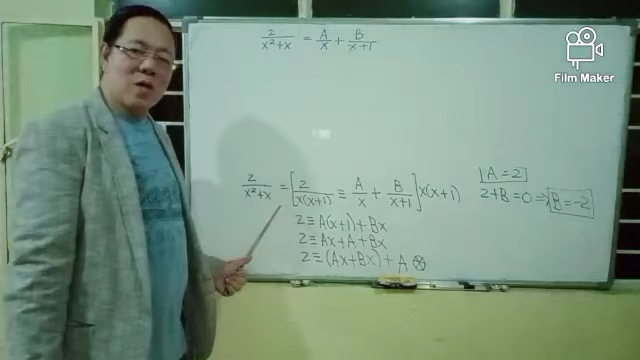 2/(x²+x) = A/x + B/(x+1)
Film Maker
2/(x²+x) = [2/(x(x+1)) ≡ A/x + B/(x+1)] x(x+1)
2 ≡ A(x+1) + Bx
2 ≡ Ax + A + Bx
2 ≡ (Ax + Bx) + A ⊗
A = 2
2 + B = 0 ⇒ B = -2